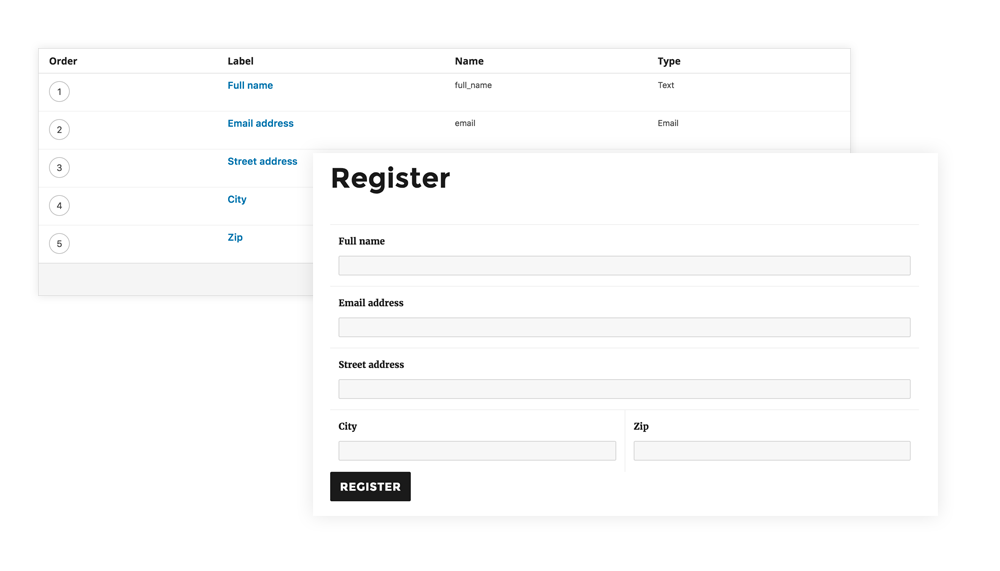 Order Label Name Type
1 Full name full_name Text
2 Email address email Email
3 Street address
4 City
5 Zip
Register
Full name
Email address
Street address
City Zip
REGISTER